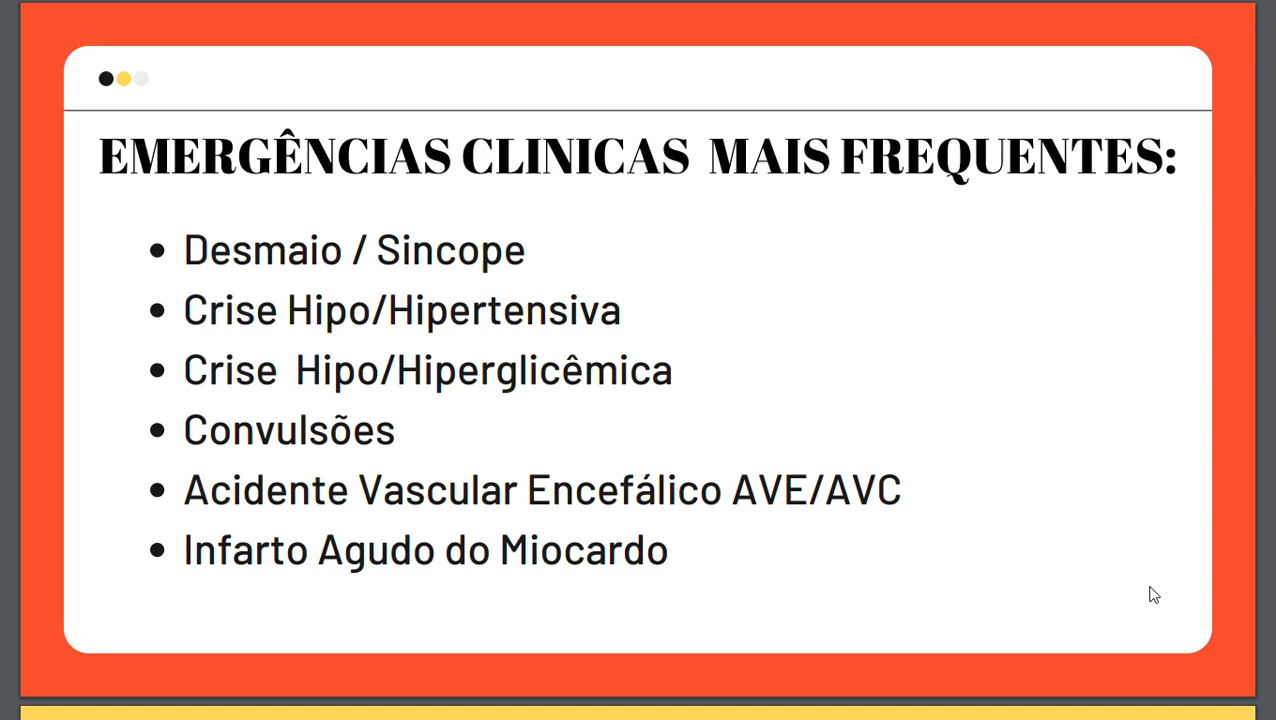 EMERGÊNCIAS CLINICAS MAIS FREQUENTES:
Desmaio / Sincope
Crise Hipo/Hipertensiva
Crise Hipo/Hiperglicêmica
Convulsões
Acidente Vascular Encefálico AVE/AVC
Infarto Agudo do Miocardo